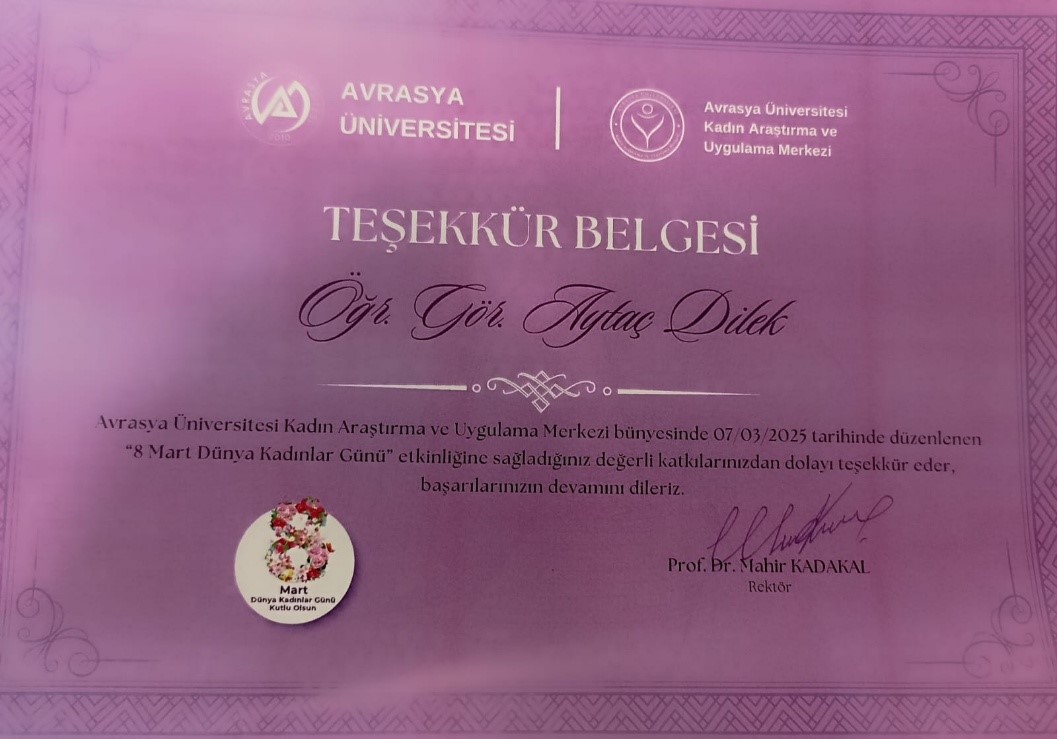 AVRASYA
AVRASYA
ÜNİVERSİTESİ
Avrasya Üniversitesi
Kadın Araştırma ve
Uygulama Merkezi
TEŞEKKÜR BELGESİ
Öğr. Gör. Aytaç Dilek
Avrasya Üniversitesi Kadın Araştırma ve Uygulama Merkezi bünyesinde 07/03/2025 tarihinde düzenlenen
“8 Mart Dünya Kadınlar Günü” etkinliğine sağladığınız değerli katkılarınızdan dolayı teşekkür eder,
başarılarınızın devamını dileriz.
8
Mart
Dünya Kadınlar Günü
Kutlu Olsun
Prof. Dr. Mahir KADAKAL
Rektör